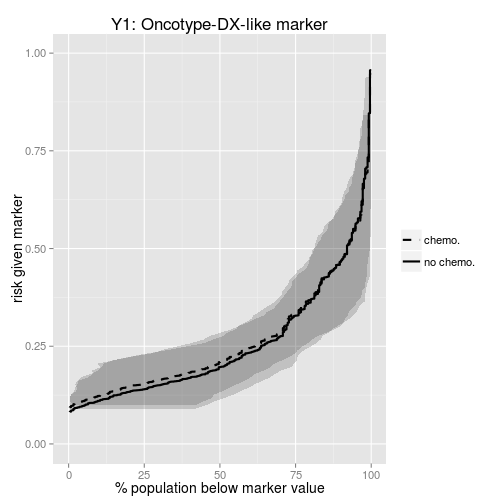 Y1: Oncotype-DX-like marker
1.00
0.75
0.50
0.25
0.00
risk given marker
0 25 50 75 100
% population below marker value
chemo.
no chemo.